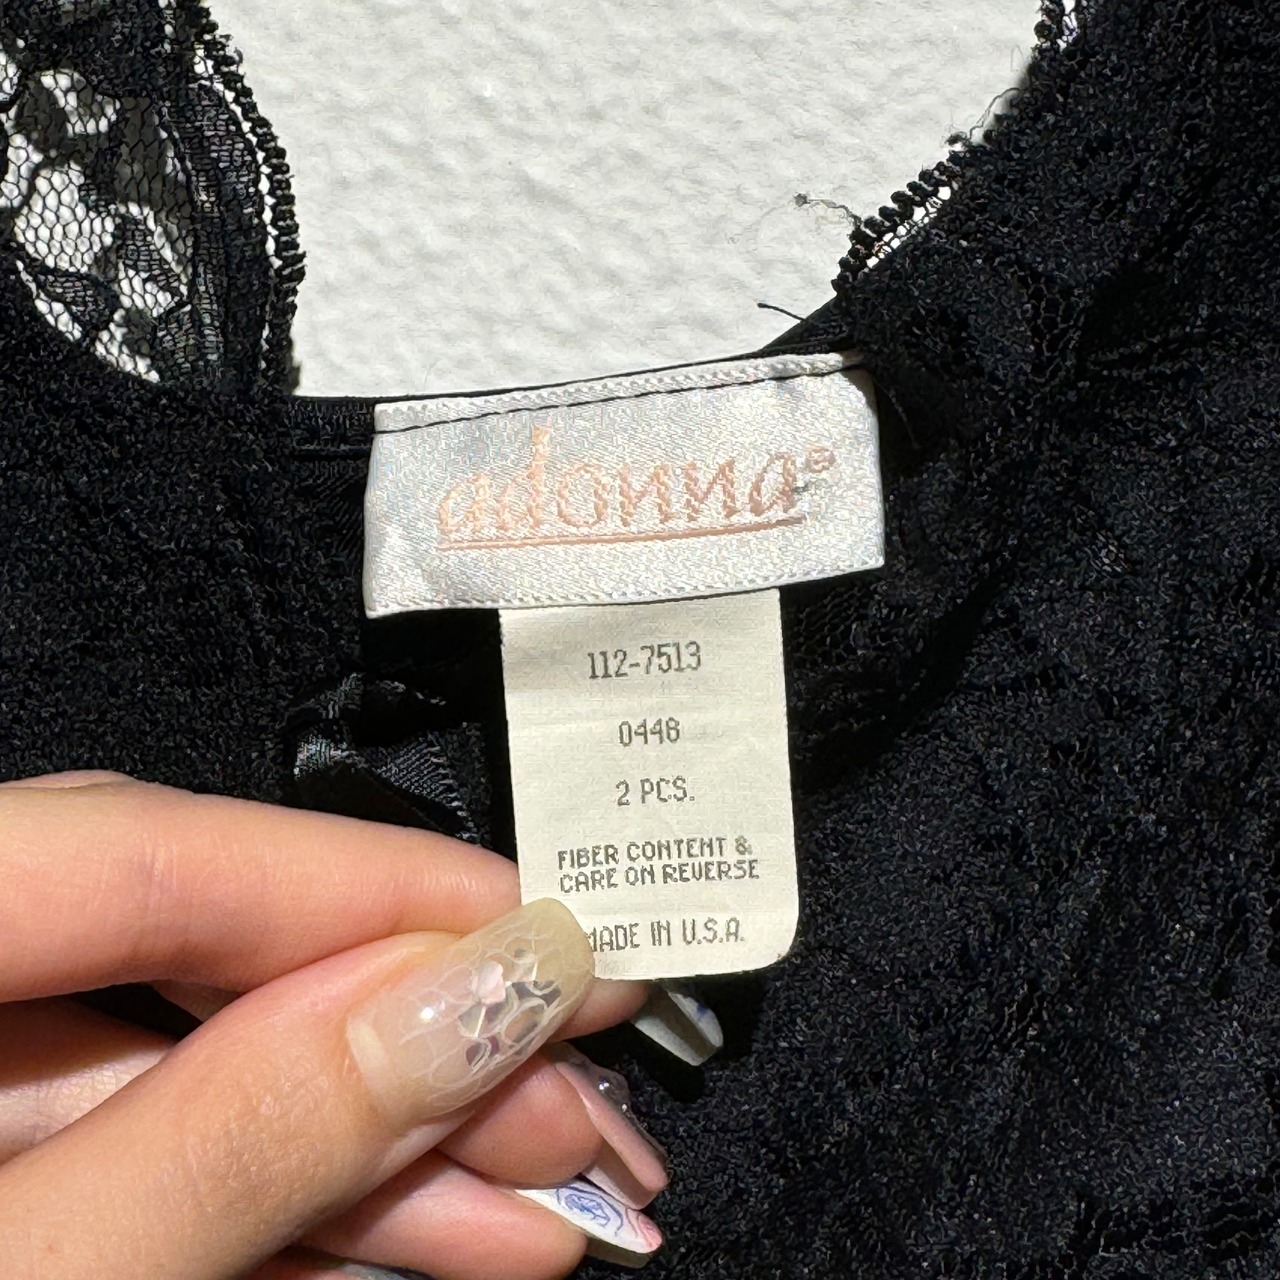 adonna®
112-7513
0448
2 PCS.
FIBER CONTENT &
CARE ON REVERSE
MADE IN U.S.A.